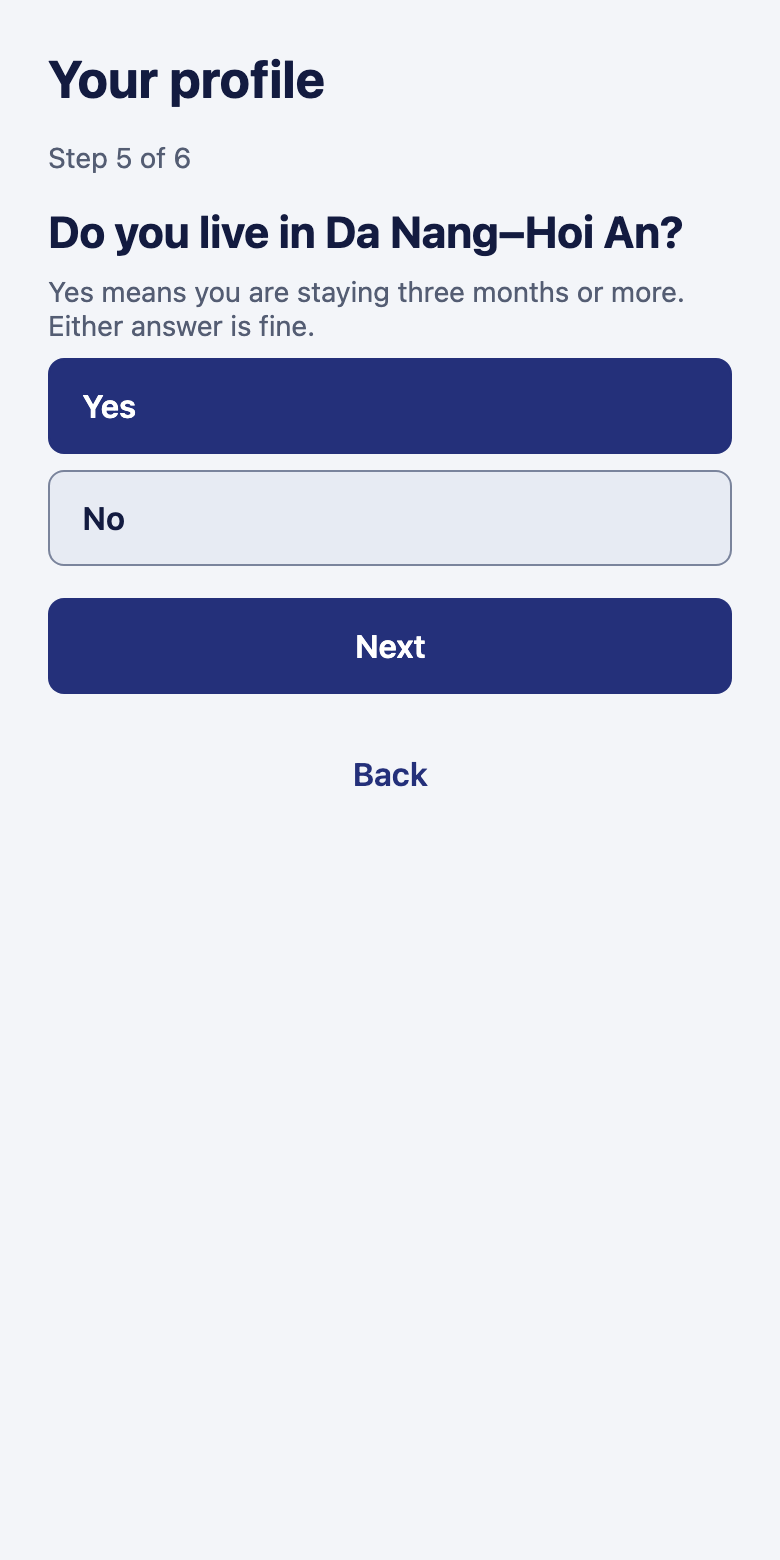 Your profile
Step 5 of 6
Do you live in Da Nang–Hoi An?
Yes means you are staying three months or more.
Either answer is fine.
Yes
No
Next
Back